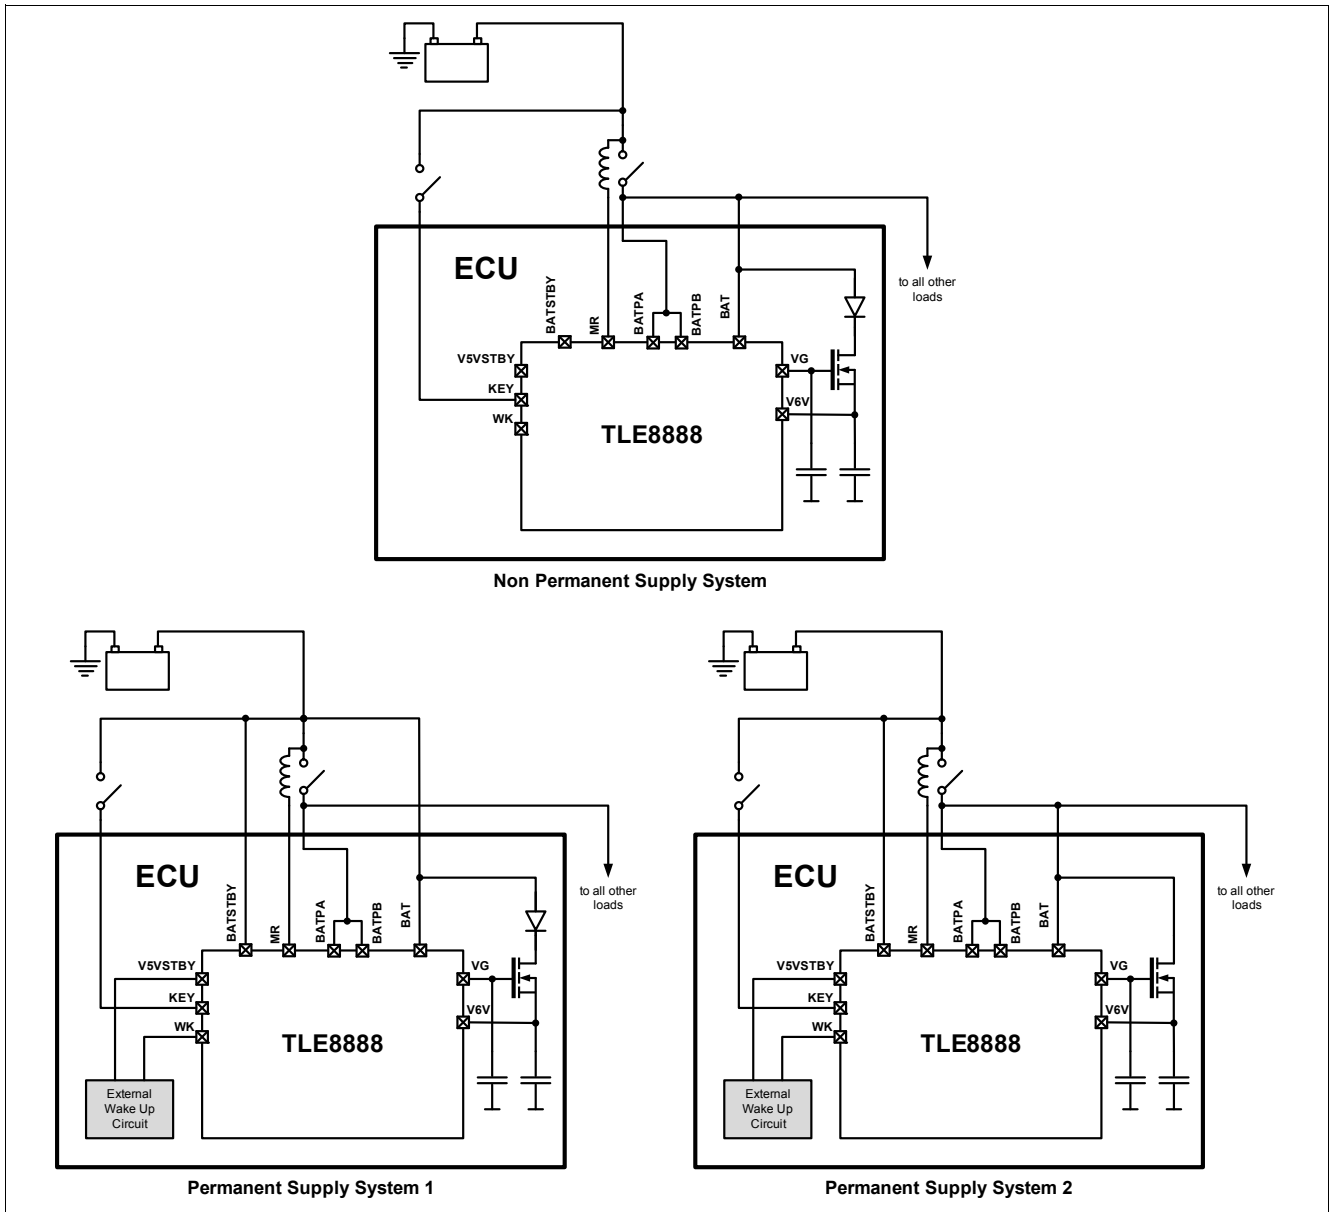 ECU
to all other
loads
BATSTBY
MR
BATPA
BATPB
BAT
V5VSTBY
KEY
WK
VG
V6V
TLE8888
Non Permanent Supply System
ECU
to all other
loads
BATSTBY
MR
BATPA
BATPB
BAT
V5VSTBY
KEY
WK
VG
V6V
TLE8888
External
Wake Up
Circuit
Permanent Supply System 1
ECU
to all other
loads
BATSTBY
MR
BATPA
BATPB
BAT
V5VSTBY
KEY
WK
VG
V6V
TLE8888
External
Wake Up
Circuit
Permanent Supply System 2